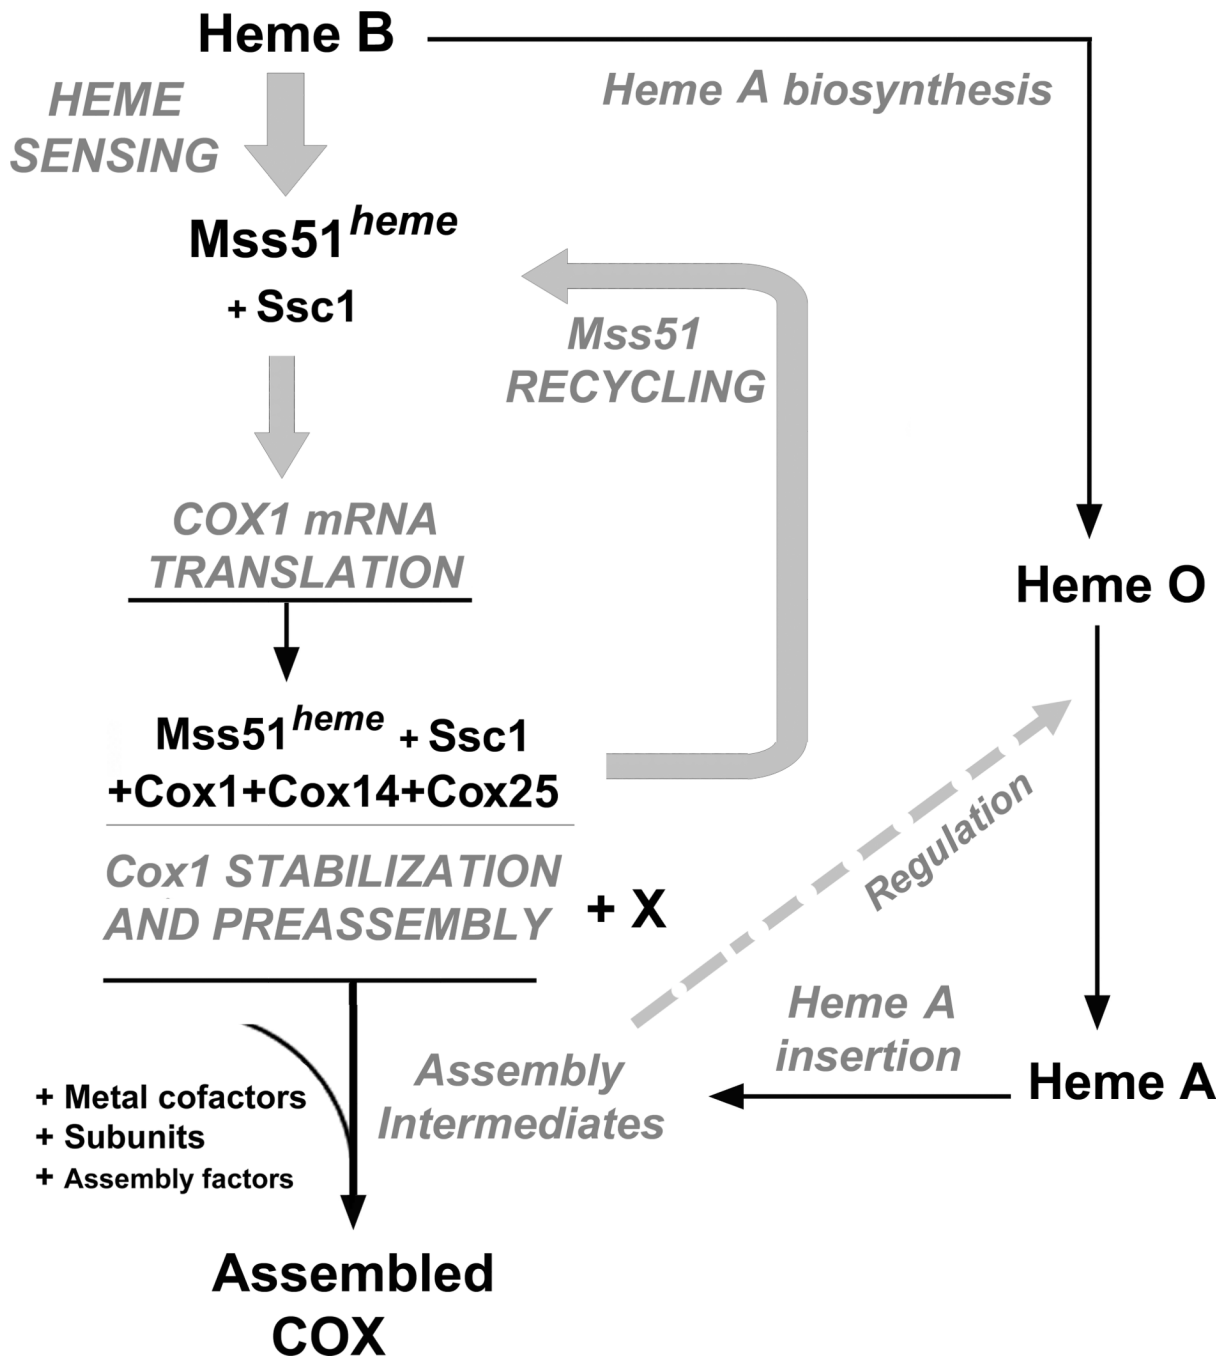 Heme B
Heme A biosynthesis
HEME
SENSING
Mss51heme
+ Ssc1
Mss51
RECYCLING
COX1 mRNA
TRANSLATION
Heme O
Mss51heme + Ssc1
+Cox1+Cox14+Cox25
Regulation
Cox1 STABILIZATION
AND PREASSEMBLY
+ X
Heme A
insertion
Heme A
Assembly
Intermediates
+ Metal cofactors
+ Subunits
+ Assembly factors
Assembled
COX